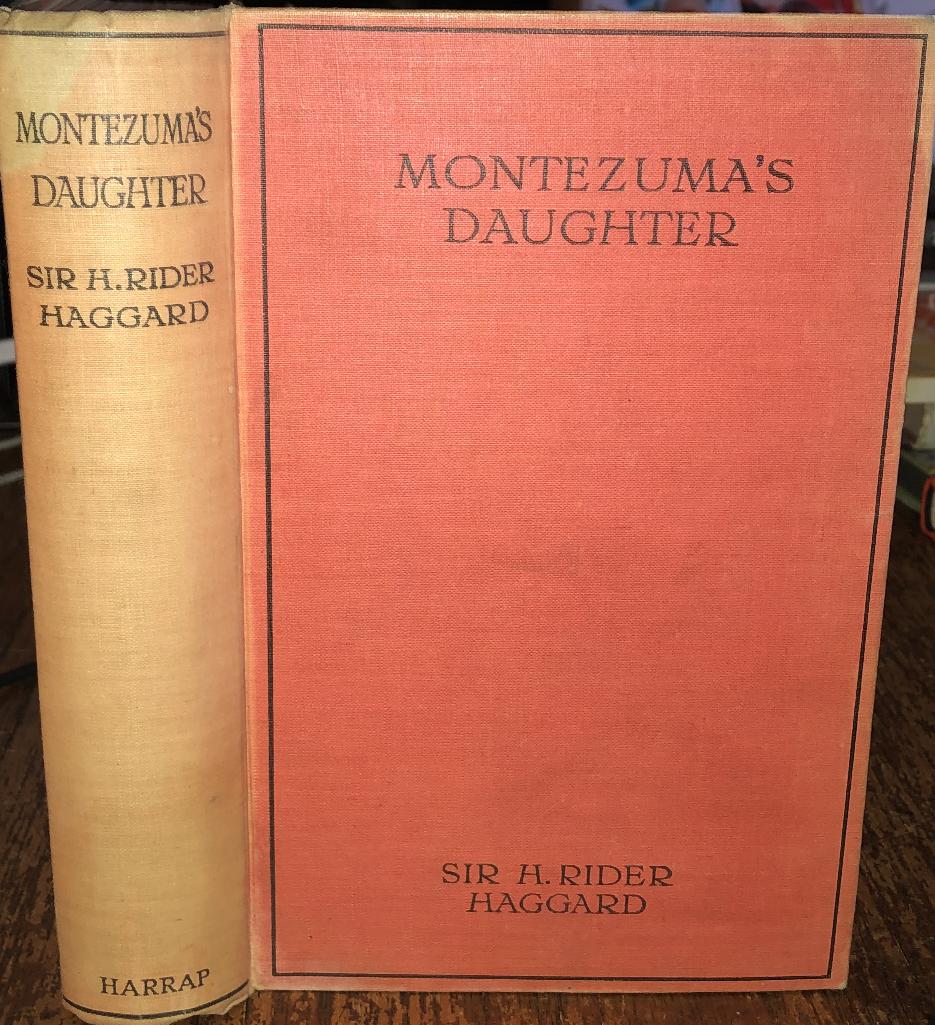 MONTEZUMA'S
DAUGHTER
SIR H. RIDER
HAGGARD
HARRAP
MONTEZUMA'S
DAUGHTER
SIR H. RIDER
HAGGARD